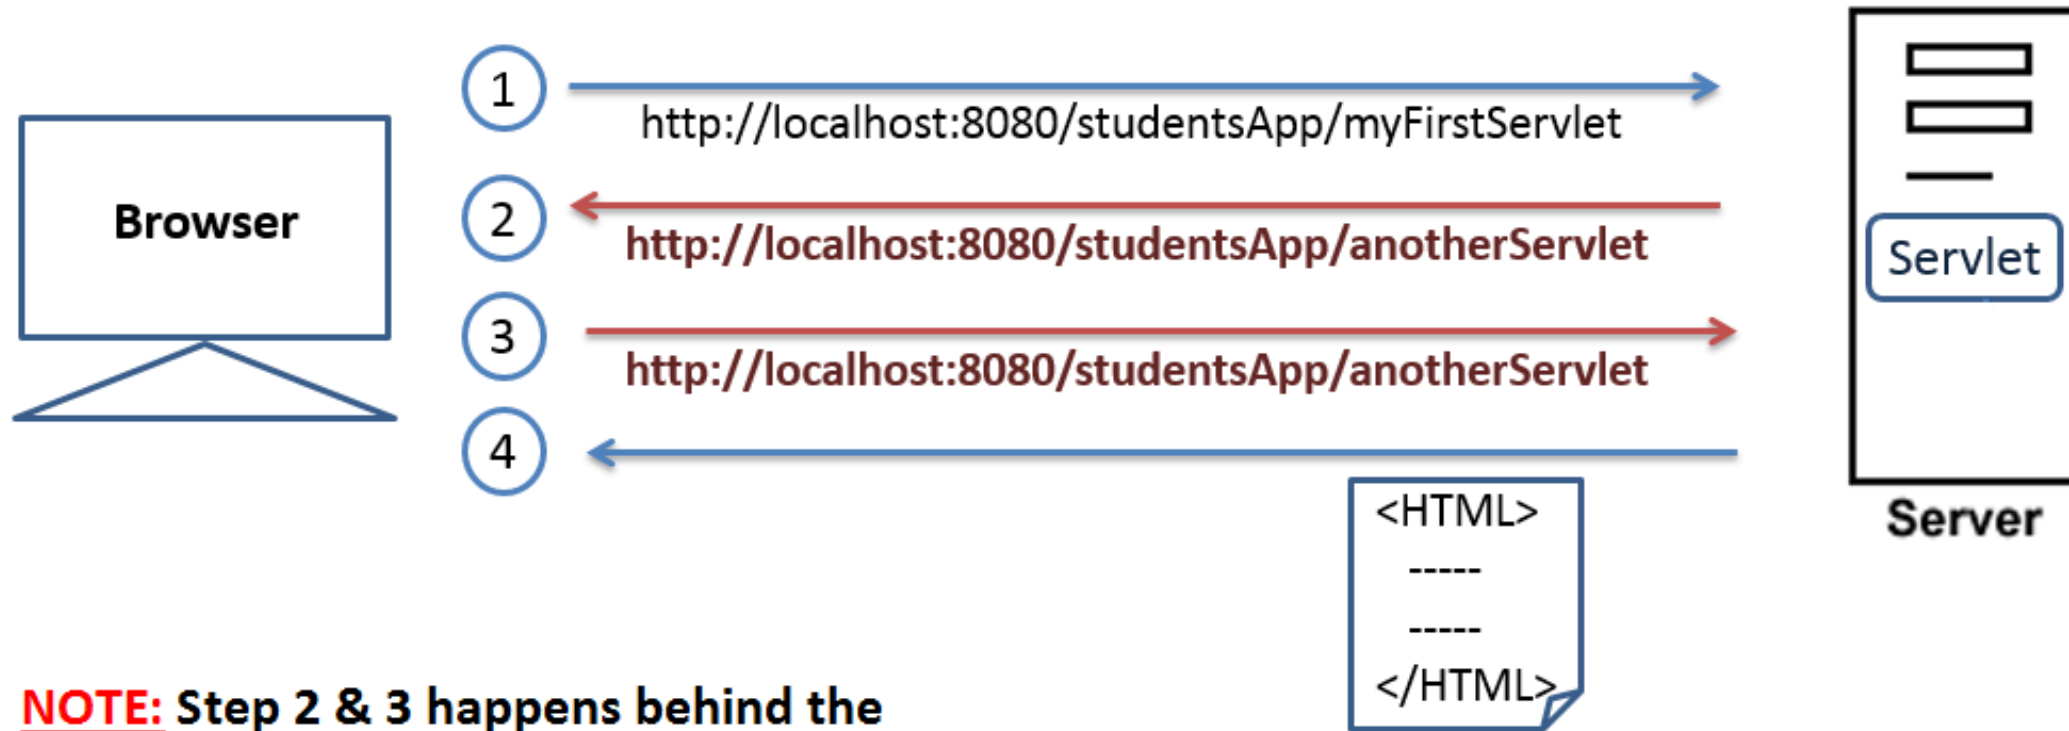 1
http://localhost:8080/studentsApp/myFirstServlet
Browser
2
http://localhost:8080/studentsApp/anotherServlet
Servlet
3
http://localhost:8080/studentsApp/anotherServlet
4
<HTML>
-----
-----
</HTML>
Server
NOTE: Step 2 & 3 happens behind the